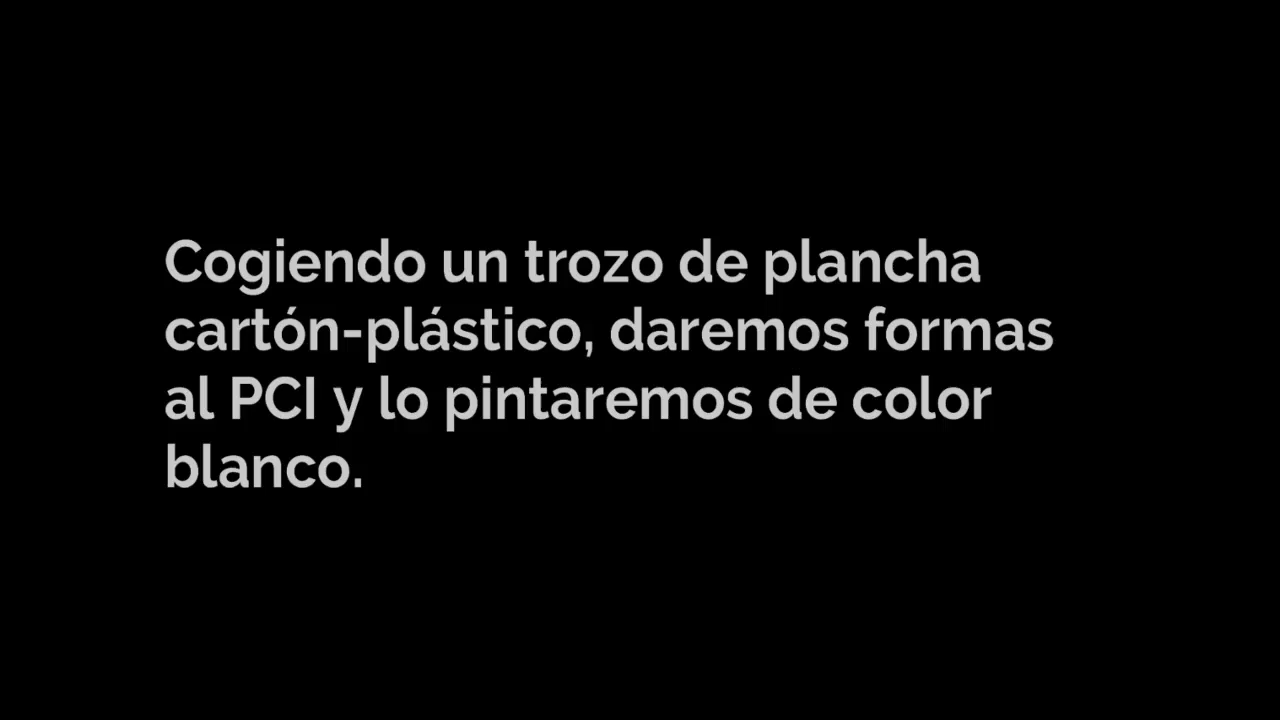 Cogiendo un trozo de plancha
cartón-plástico, daremos formas
al PCI y lo pintaremos de color
blanco.